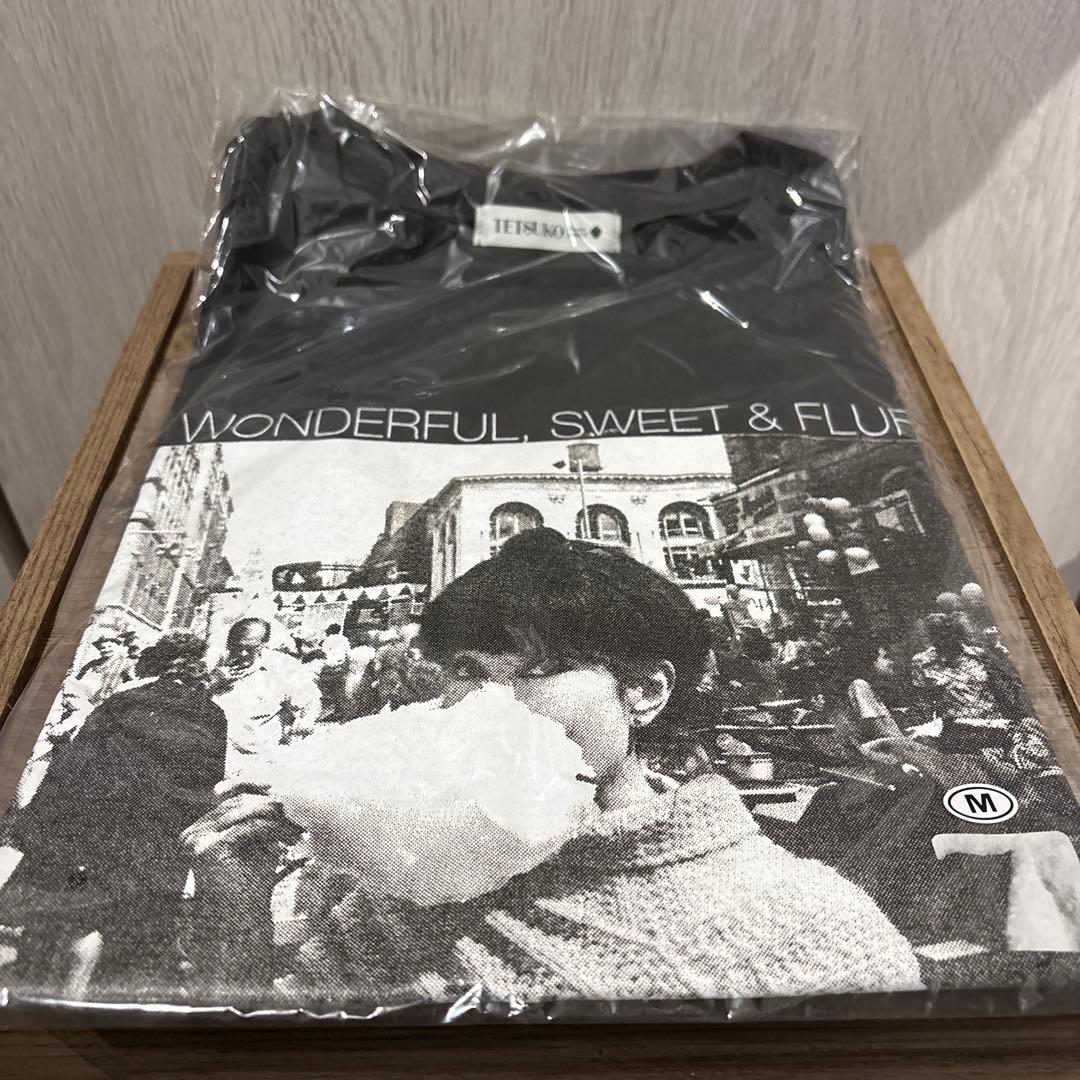 TETSUKO
WONDERFUL, SWEET & FLUF
M